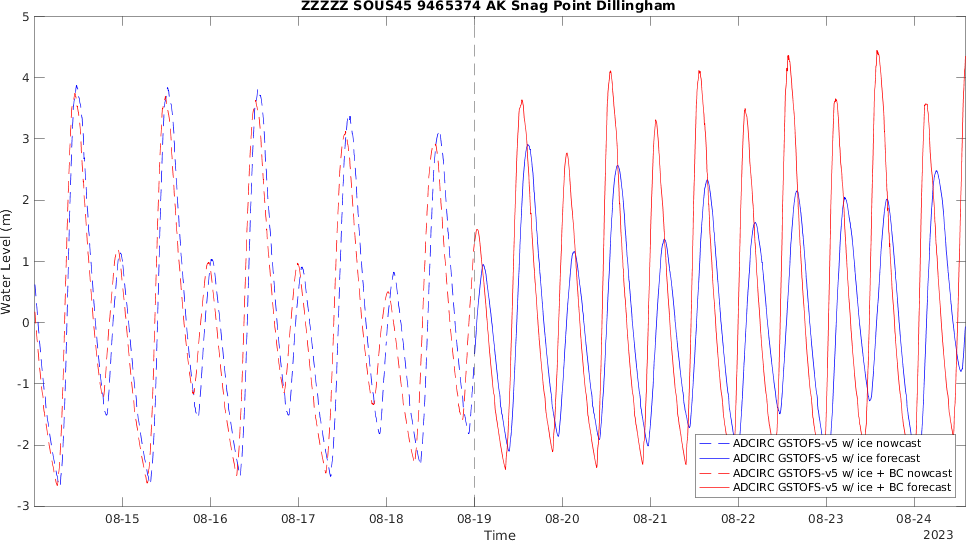 ZZZZZ SOUS45 9465374 AK Snag Point Dillingham
Water Level (m)
5
4
3
2
1
0
-1
-2
-3
08-15 08-16 08-17 08-18 08-19 08-20 08-21 08-22 08-23 08-24
Time
2023
ADCIRC GSTOFS-v5 w/ ice nowcast
ADCIRC GSTOFS-v5 w/ ice forecast
ADCIRC GSTOFS-v5 w/ ice + BC nowcast
ADCIRC GSTOFS-v5 w/ ice + BC forecast